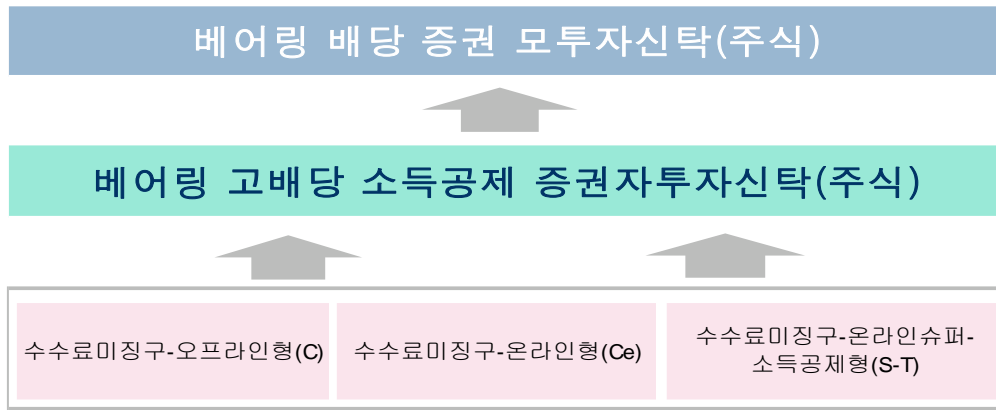 베어링 배당 증권 모투자신탁(주식)
베어링 고배당 소득공제 증권자투자신탁(주식)
수수료미징구-오프라인형(C)
수수료미징구-온라인형(Ce)
수수료미징구-온라인슈퍼-
소득공제형(S-T)